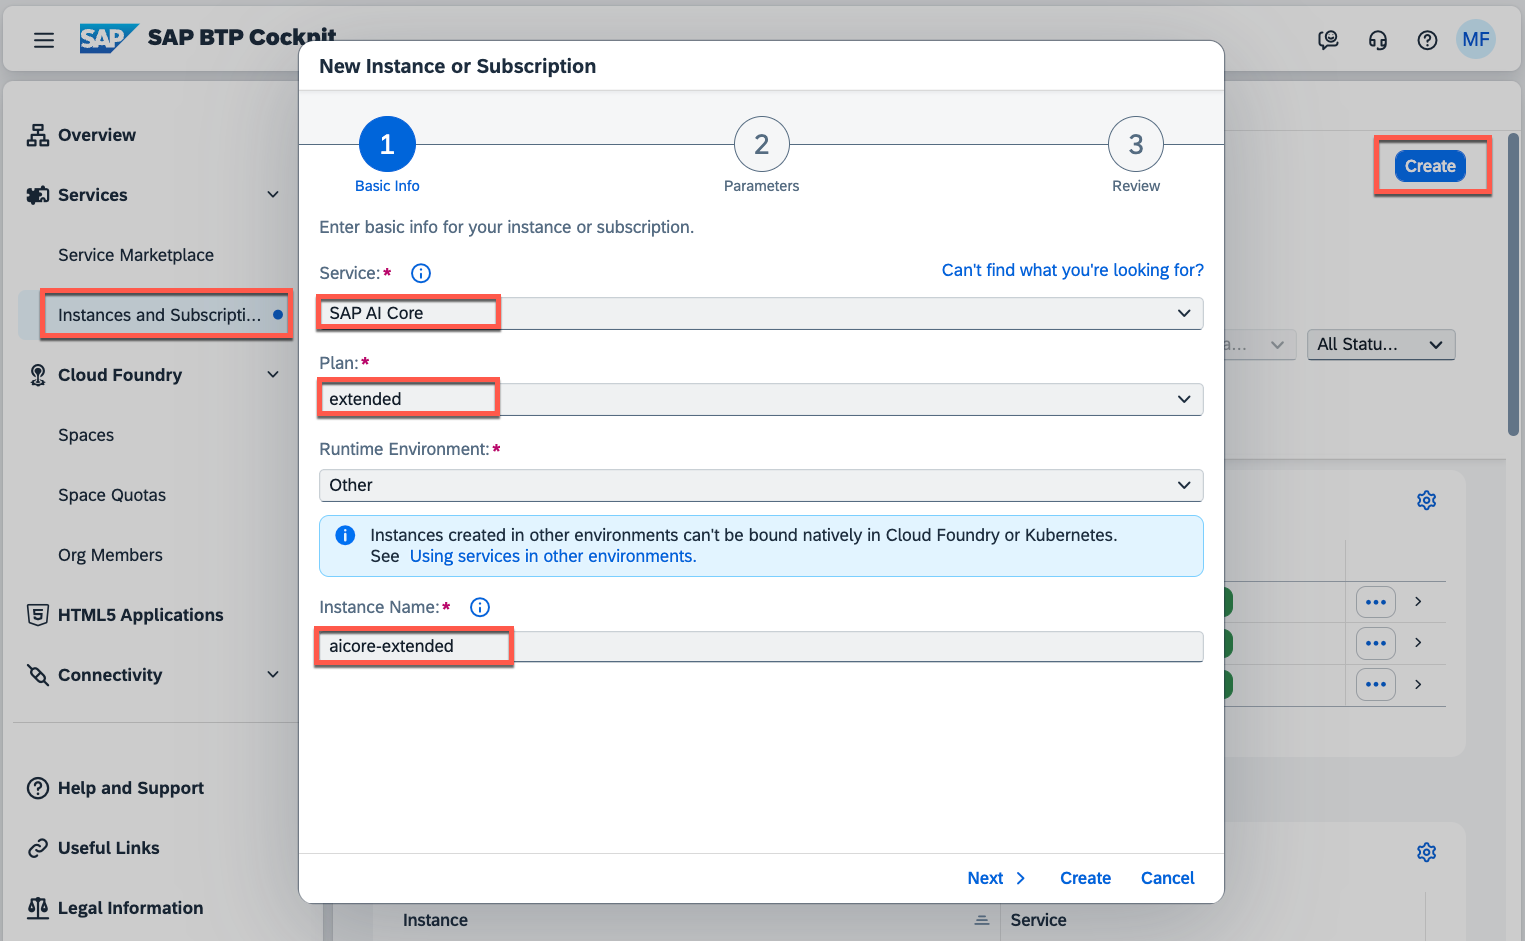 SAP SAP BTP Cockpit
MF
Overview
Services
Service Marketplace
Instances and Subscripti...
Cloud Foundry
Spaces
Space Quotas
Org Members
HTML5 Applications
Connectivity
Help and Support
Useful Links
Legal Information
New Instance or Subscription
1
Basic Info
2
Parameters
3
Review
Enter basic info for your instance or subscription.
Service:*
Can't find what you're looking for?
SAP AI Core
Plan:*
extended
Runtime Environment:*
Other
Instances created in other environments can't be bound natively in Cloud Foundry or Kubernetes.
See Using services in other environments.
Instance Name:*
aicore-extended
Next
Create
Cancel
Create
a...
All Statu...
Instance
Service